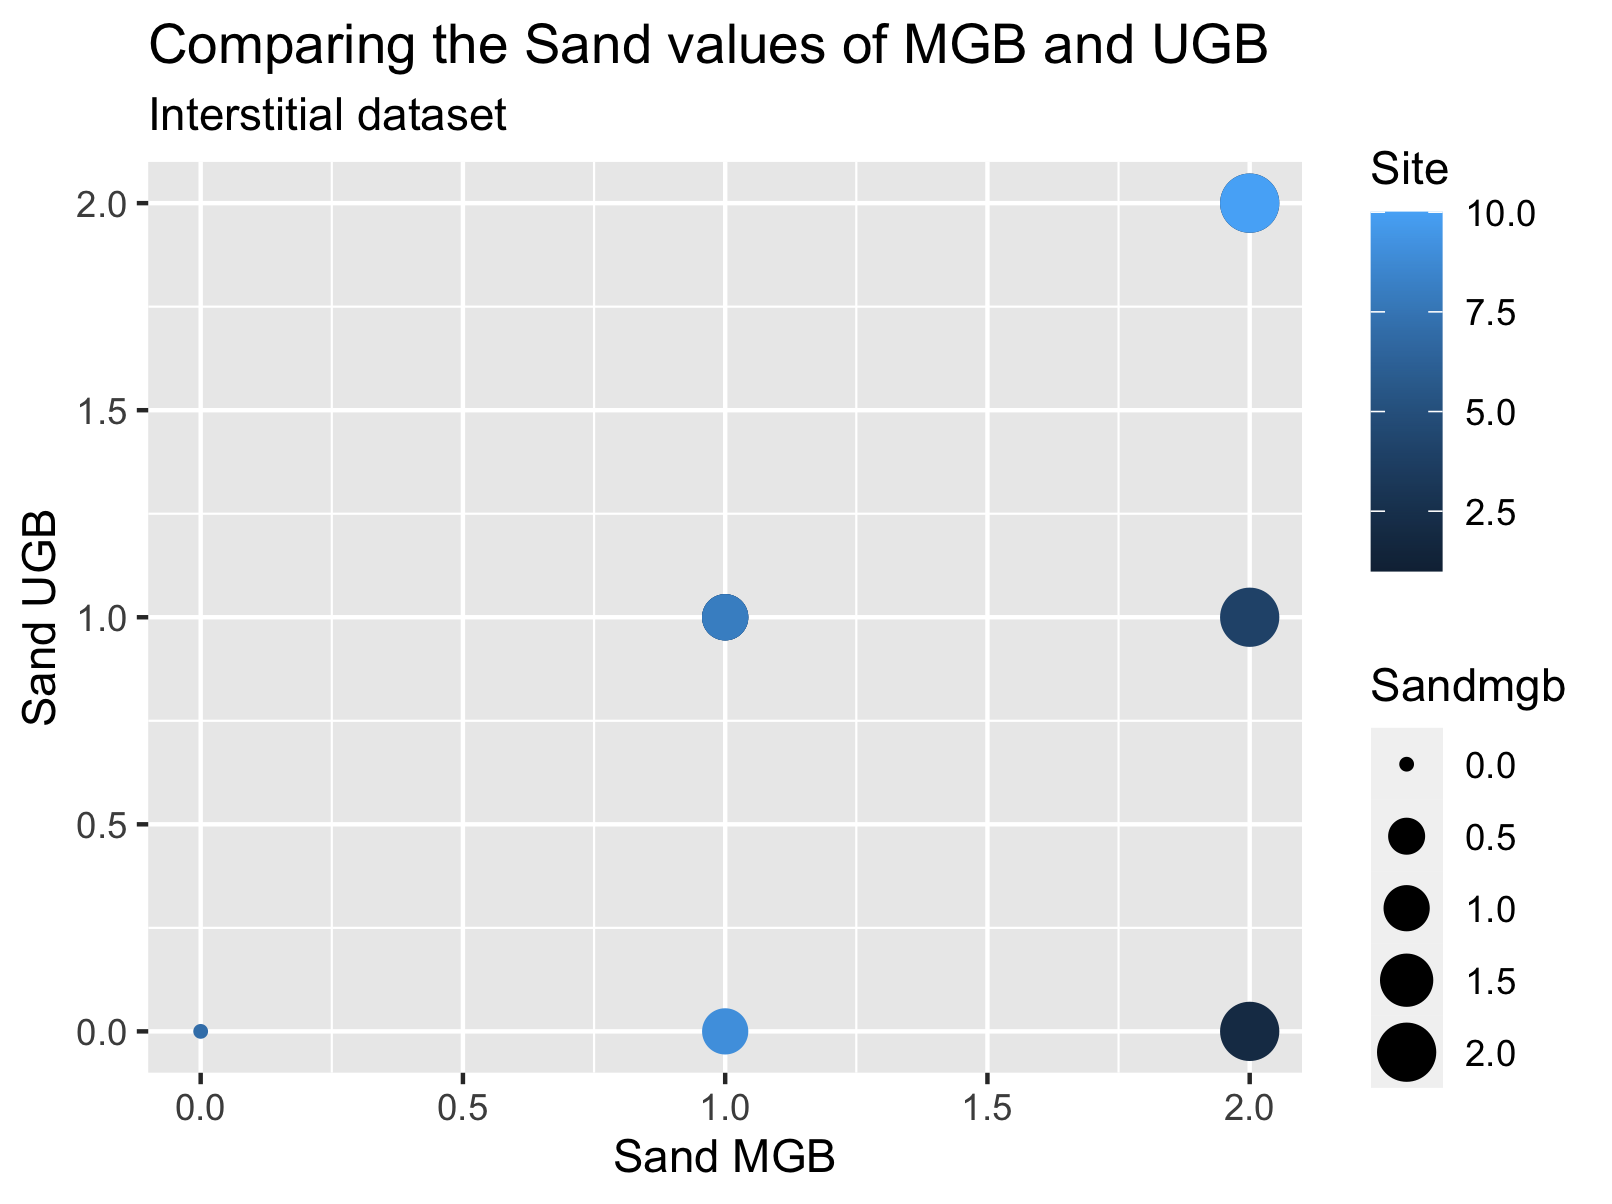 Comparing the Sand values of MGB and UGB
Interstitial dataset
Sand UGB
2.0
1.5
1.0
0.5
0.0
0.0 0.5 1.0 1.5 2.0
Sand MGB
Site
10.0
7.5
5.0
2.5
Sandmgb
0.0
0.5
1.0
1.5
2.0